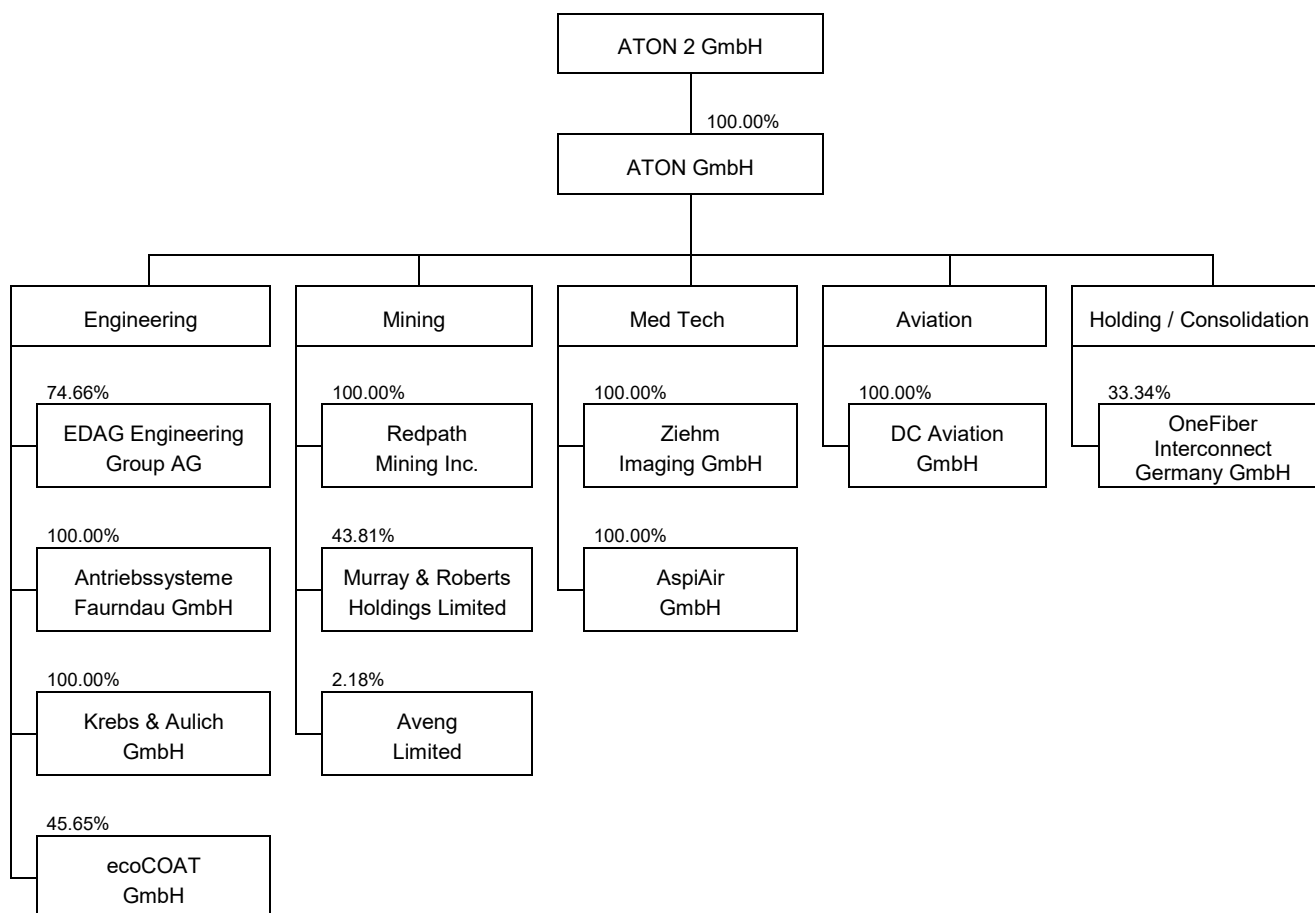 ATON 2 GmbH
100.00%
ATON GmbH
Engineering
Mining
Med Tech
Aviation
Holding / Consolidation
74.66%
EDAG Engineering
Group AG
100.00%
Antriebssysteme
Faurndau GmbH
100.00%
Krebs & Aulich
GmbH
45.65%
ecoCOAT
GmbH
100.00%
Redpath
Mining Inc.
43.81%
Murray & Roberts
Holdings Limited
2.18%
Aveng
Limited
100.00%
Ziehm
Imaging GmbH
100.00%
AspiAir
GmbH
100.00%
DC Aviation
GmbH
33.34%
OneFiber
Interconnect
Germany GmbH